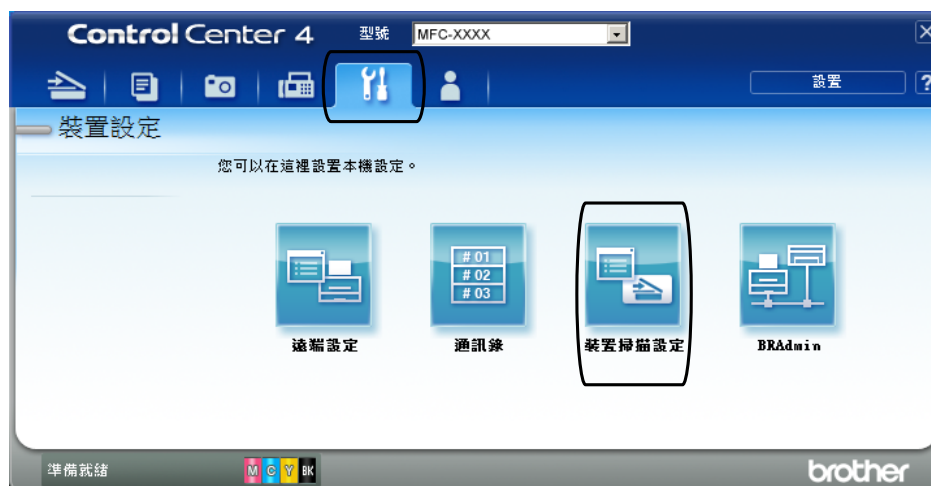 Control Center 4 型號 MFC-XXXX
設置 ?
裝置設定
您可以在這裡設置本機設定。
# 01
# 02
# 03
遠端設定 通訊錄 裝置掃描設定 BRAdmin
準備就緒 M C Y BK brother